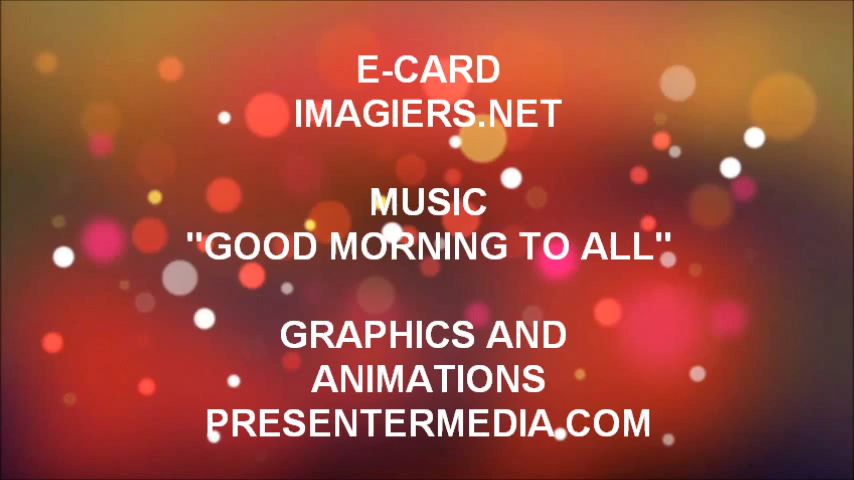 E-CARD
IMAGIERS.NET
MUSIC
"GOOD MORNING TO ALL"
GRAPHICS AND
ANIMATIONS
PRESENTERMEDIA.COM